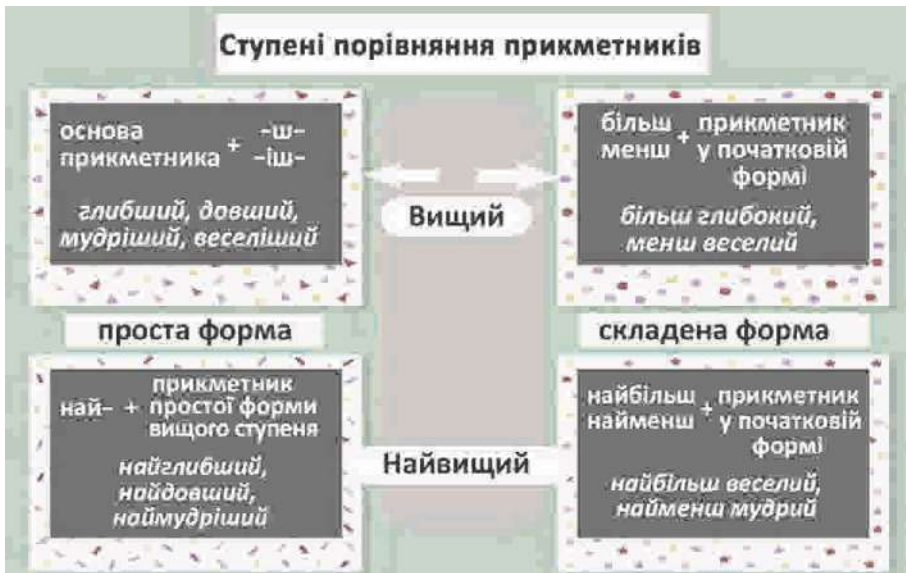 Ступені порівняння прикметників
основа
прикметника + -ш-
-іш-
глибший, довший,
мудріший, веселіший
Вищий
більш + прикметник
менш у початковій
формі
більш глибокий,
менш веселий
проста форма
складена форма
най- + прикметник
простої форми
вищого ступеня
найглибший,
найдовший,
наймудріший
Найвищий
найбільш + прикметник
найменш у початковій
формі
найбільш веселий,
найменш мудрий